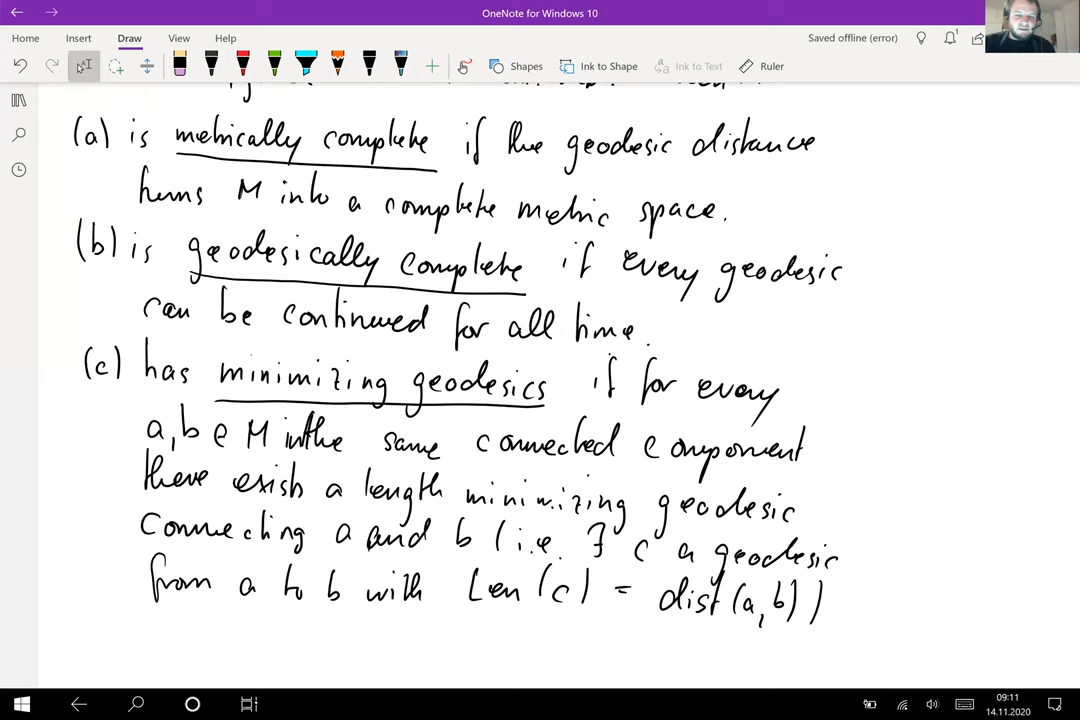 OneNote for Windows 10
Home Insert Draw View Help Saved offline (error)
Shapes Ink to Shape Ink to Text Ruler
(a) is metrically complete if the geodesic distance
turns M into a complete metric space.
(b) is geodesically complete if every geodesic
can be continued for all time.
(c) has minimizing geodesics if for every
a, b ∈ M in the same connected component
there exists a length minimizing geodesic
connecting a and b (i.e. ∃ c a geodesic
from a to b with Len(c) = dist(a,b))
09:11
14.11.2020